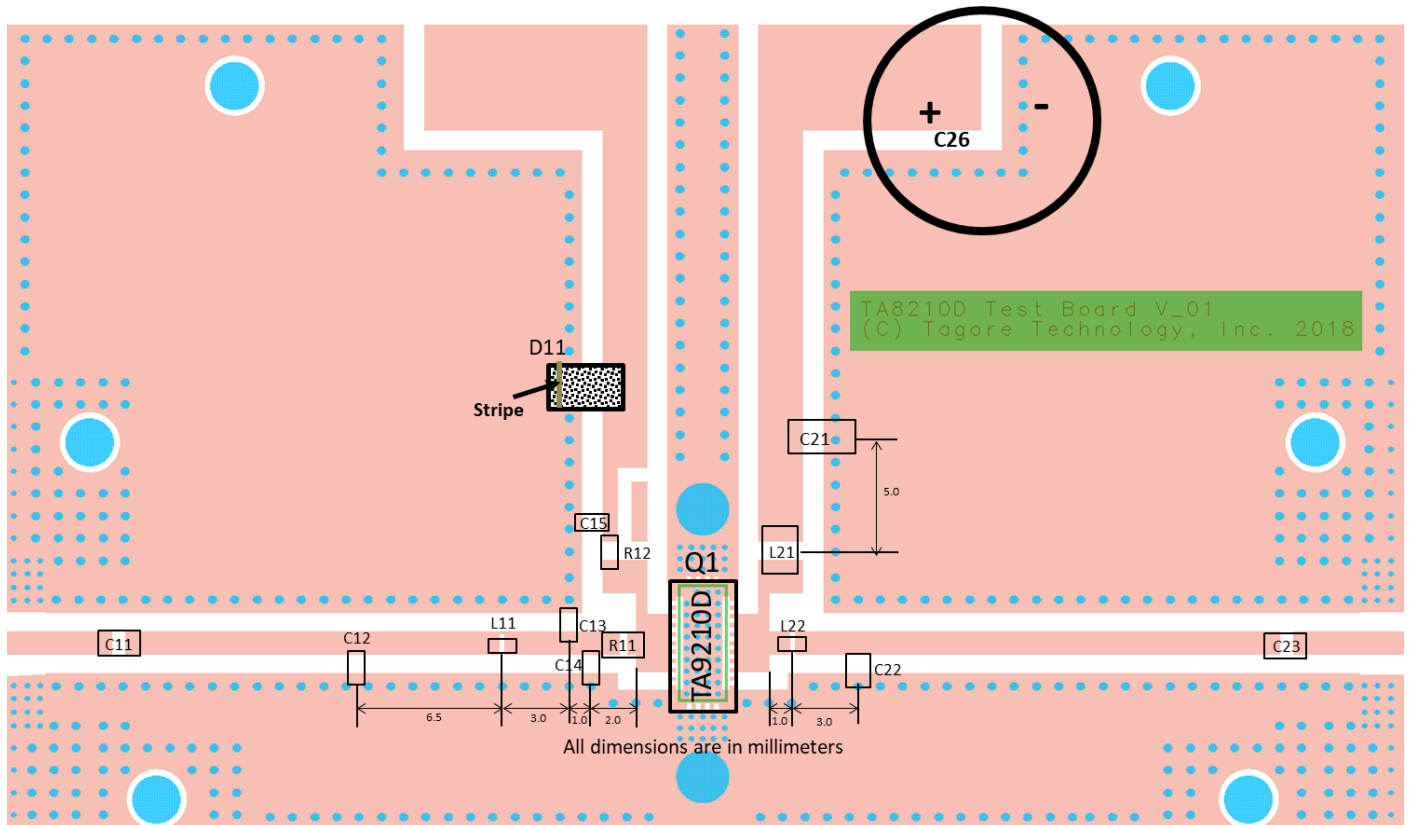 + -
C26
TA8210D Test Board V_01
(C) Tagore Technology, Inc. 2018
D11
Stripe
C21
5.0
C15
R12
L21
Q1
TA9210D
C11
C12
L11
C13
C14
R11
L22
C22
C23
6.5
3.0
1.0
2.0
1.0
3.0
All dimensions are in millimeters